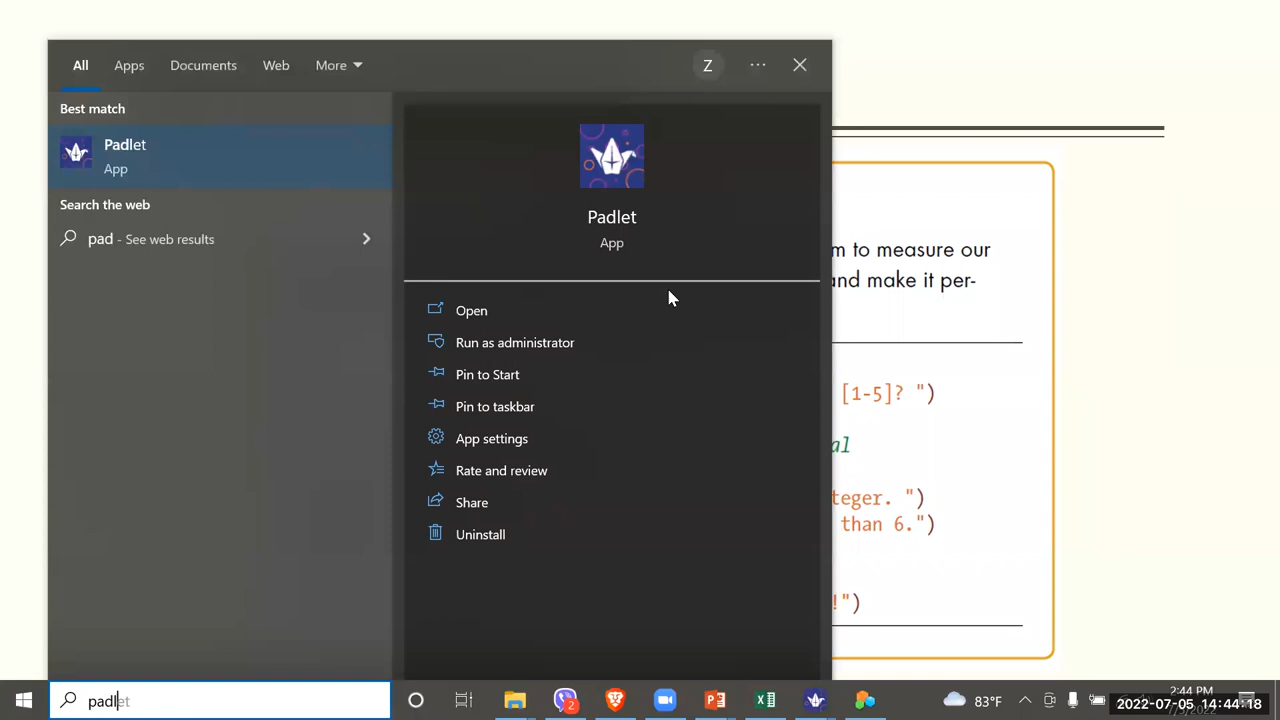 All Apps Documents Web More Z
Best match
Padlet
App
Search the web
pad - See web results
Padlet
App
Open
Run as administrator
Pin to Start
Pin to taskbar
App settings
Rate and review
Share
Uninstall
m to measure our
and make it per-
[1-5]? ")
al
teger. ")
than 6.")
!")
padlet
2
83°F
2:44 PM
2022-07-05 14:44:18